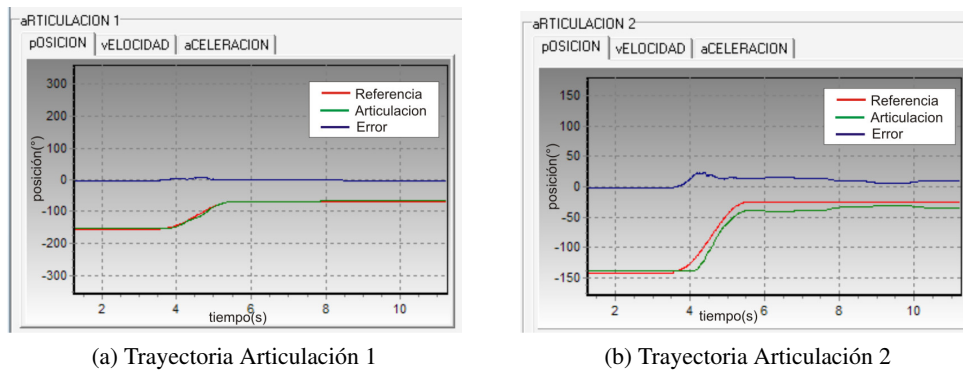 aRTICULACION 1
pOSICION vELOCIDAD aCELERACION
300
200
100
0
-100
-200
-300
posición(°)
Referencia
Articulacion
Error
2 4 6 8 10
tiempo(s)
(a) Trayectoria Articulación 1
aRTICULACION 2
pOSICION vELOCIDAD aCELERACION
150
100
50
0
-50
-100
-150
posición(°)
Referencia
Articulacion
Error
2 4 6 8 10
tiempo(s)
(b) Trayectoria Articulación 2